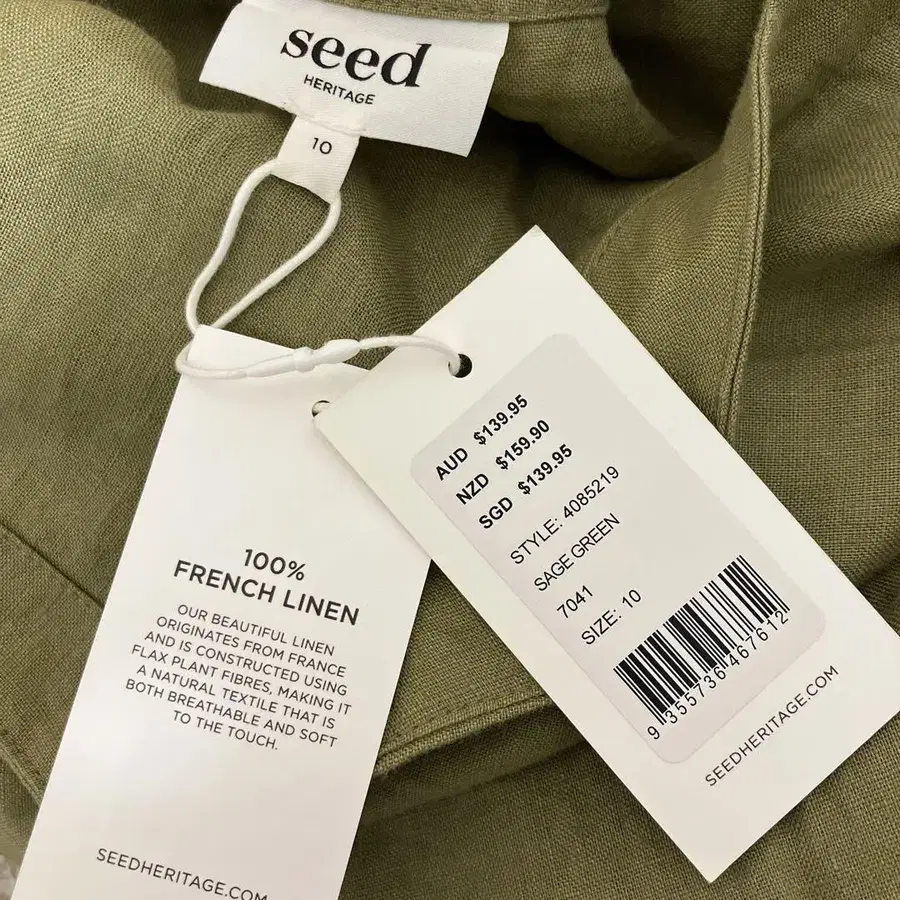 seed
HERITAGE
10
100%
FRENCH LINEN
OUR BEAUTIFUL LINEN
ORIGINATES FROM FRANCE
AND IS CONSTRUCTED USING
FLAX PLANT FIBRES, MAKING IT
A NATURAL TEXTILE THAT IS
BOTH BREATHABLE AND SOFT
TO THE TOUCH.
SEEDHERITAGE.COM
AUD $139.95
NZD $159.90
SGD $139.95
STYLE: 4085219
SAGE GREEN
7041
SIZE: 10
9 355736 467612
SEEDHERITAGE.COM